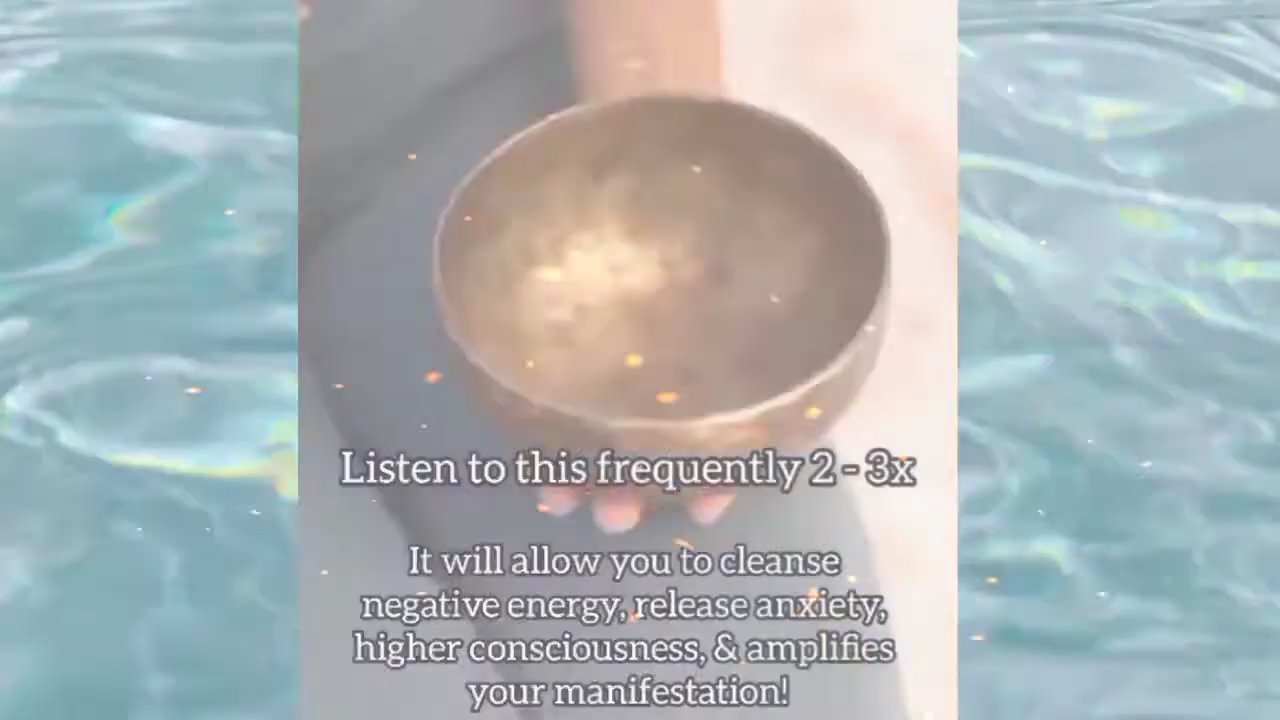 Listen to this frequently 2 - 3x
It will allow you to cleanse
negative energy, release anxiety,
higher consciousness, & amplifies
your manifestation!